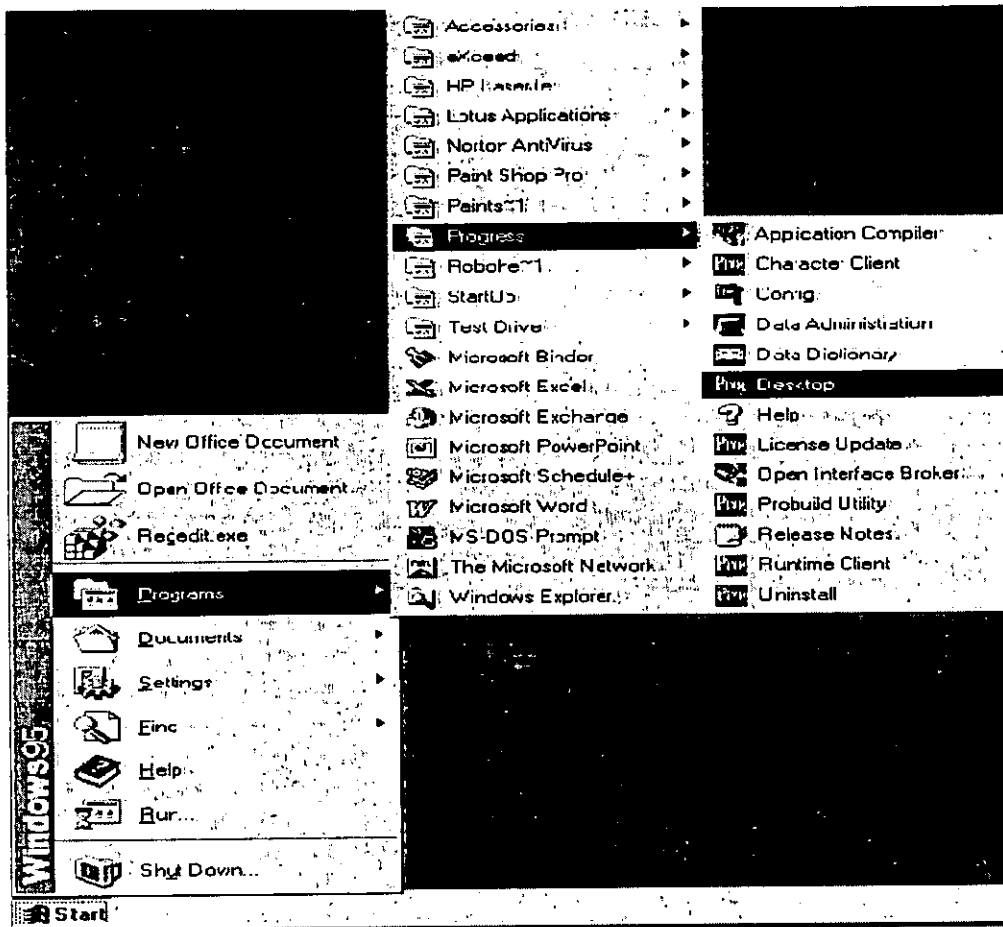 Accessories
eXceed
HP LaserJe
Lotus Applications
Norton AntiVirus
Paint Shop Pro
Paints~1
Progress
Robohe~1
StartUp
Test Drive
Microsoft Binder
Microsoft Excel
Microsoft Exchange
Microsoft PowerPoint
Microsoft Schedule+
Microsoft Word
MS-DOS Prompt
The Microsoft Network
Windows Explorer
Application Compiler
Character Client
Config
Data Administration
Data Dictionary
Desktop
Help
License Update
Open Interface Broker
Probuild Utility
Release Notes
Runtime Client
Uninstall
New Office Document
Open Office Document
Regedit.exe
Programs
Documents
Settings
Find
Help
Run...
Shut Down...
Windows95
Start